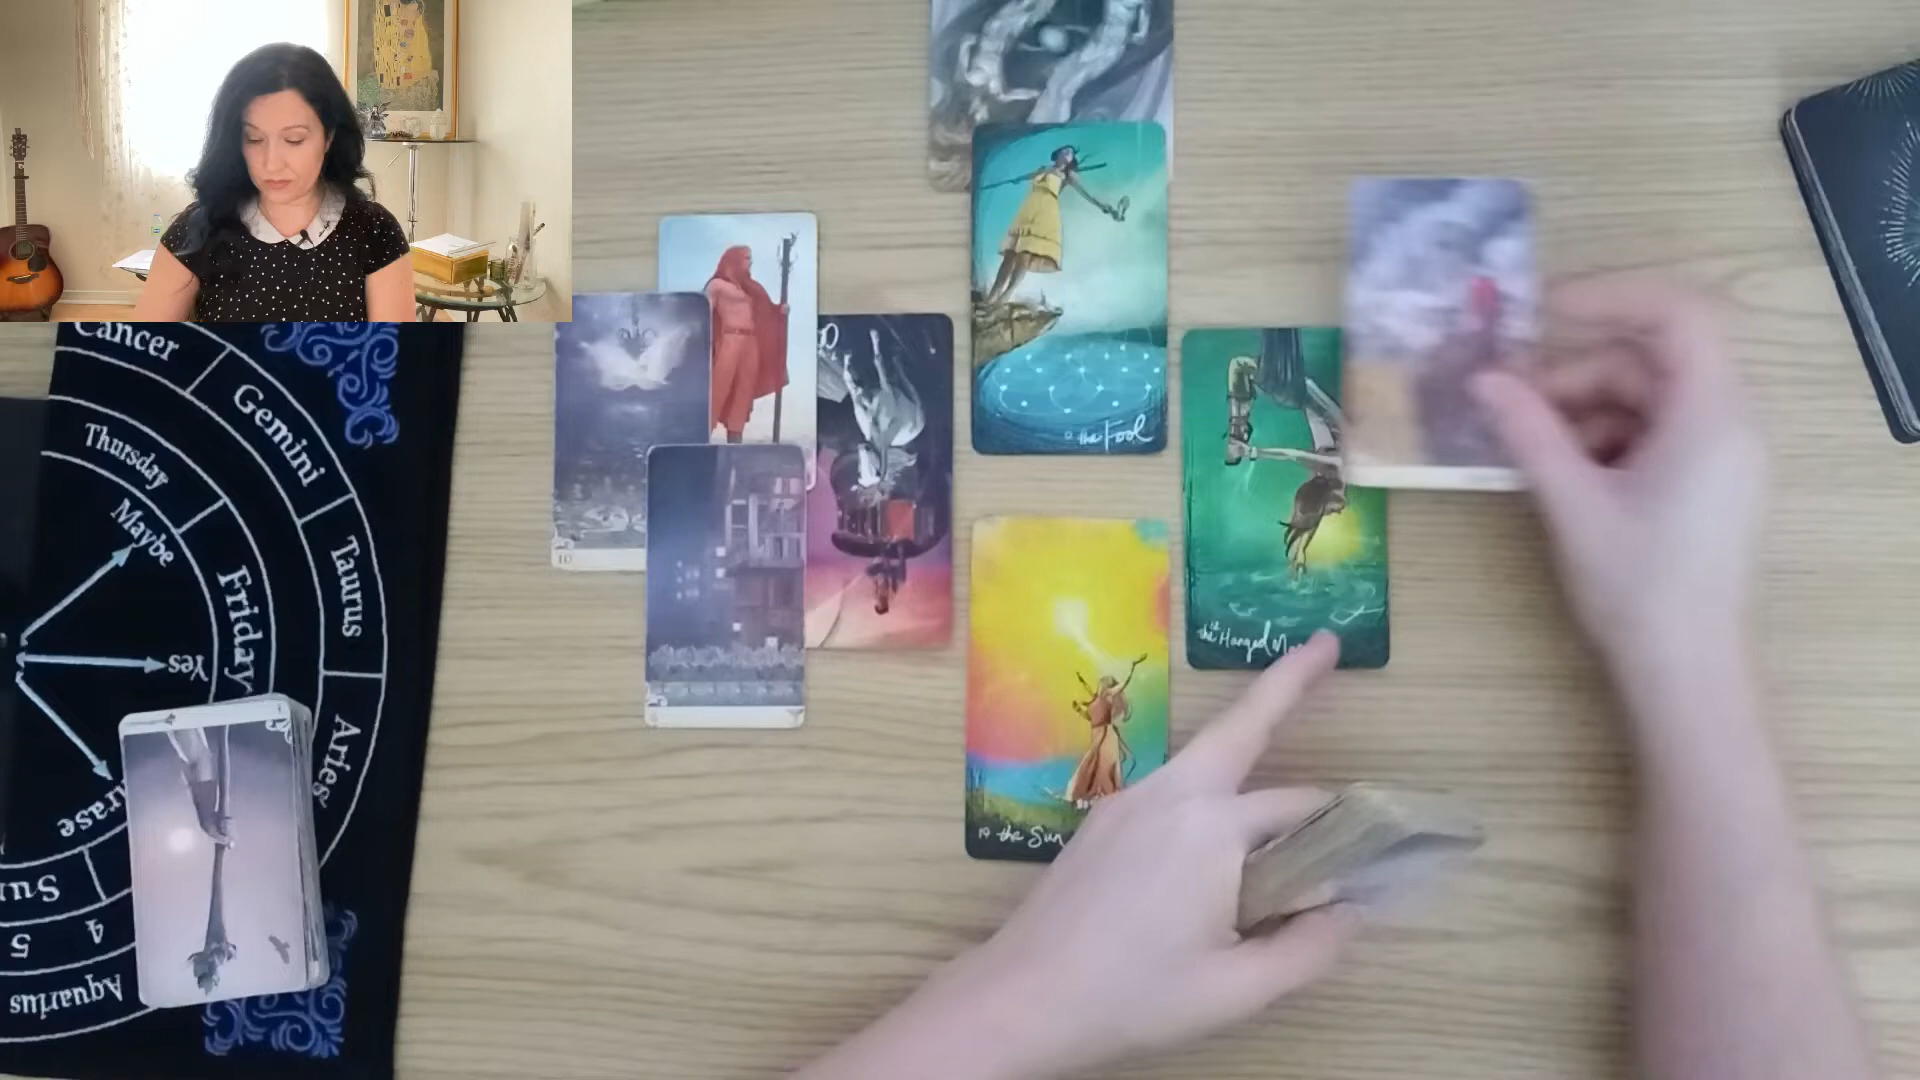 Cancer
Gemini
Taurus
Aries
Thursday
Friday
Maybe
Yes
Aquarius
4
5
10
0 the Fool
the Hanged
19 the Sun